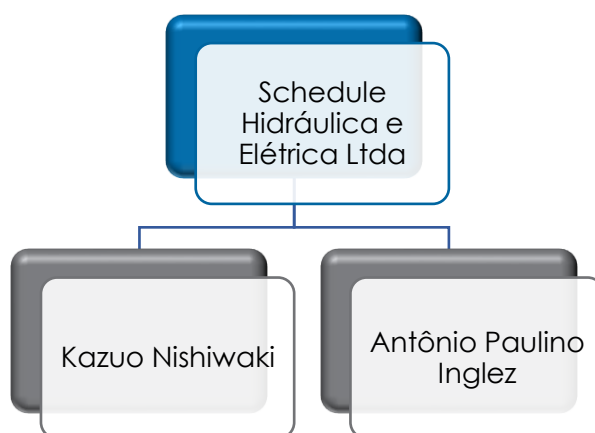 Schedule
Hidráulica e
Elétrica Ltda
Kazuo Nishiwaki
Antônio Paulino
Inglez